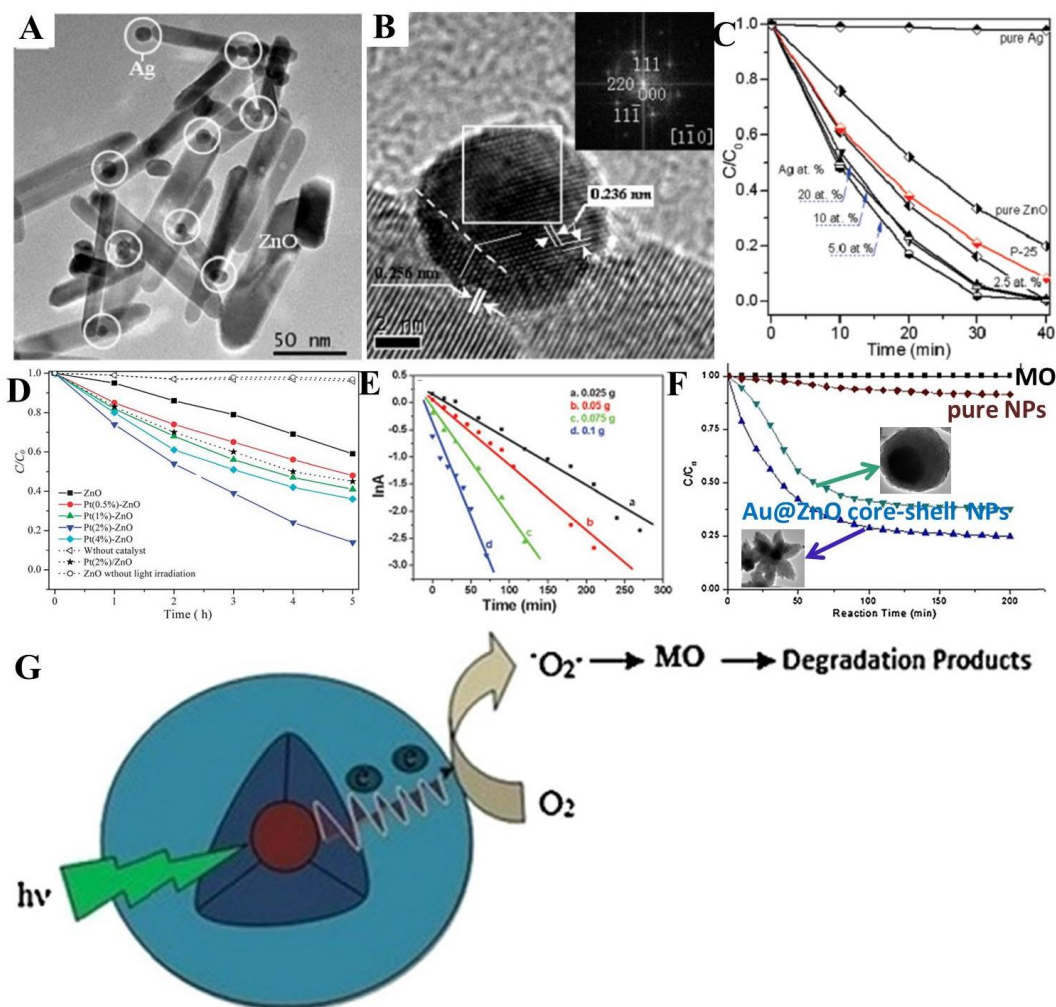 A
Ag
ZnO
50 nm
B
111
220
000
111̄
[11̄0]
0.236 nm
0.256 nm
2 nm
C
C/C0
1.0
0.8
0.6
0.4
0.2
0.0
pure Ag
Ag at. %
20 at. %
10 at. %
5.0 at. %
pure ZnO
P-25
2.5 at. %
0 10 20 30 40
Time (min)
D
C/C0
1.0
0.8
0.6
0.4
0.2
0.0
ZnO
Pt(0.5%)-ZnO
Pt(1%)-ZnO
Pt(2%)-ZnO
Pt(4%)-ZnO
Without catalyst
Pt(2%)/ZnO
ZnO without light irradiation
0 1 2 3 4 5
Time ( h)
E
lnA
0.5
0.0
-0.5
-1.0
-1.5
-2.0
-2.5
-3.0
a. 0.025 g
b. 0.05 g
c. 0.075 g
d. 0.1 g
a
b
c
d
0 50 100 150 200 250 300
Time (min)
F
1.00
0.75
0.50
0.25
0.00
MO
pure NPs
Au@ZnO core-shell NPs
0 50 100 150 200
Reaction Time (min)
G
hν
e
e
O2
·O2- → MO → Degradation Products